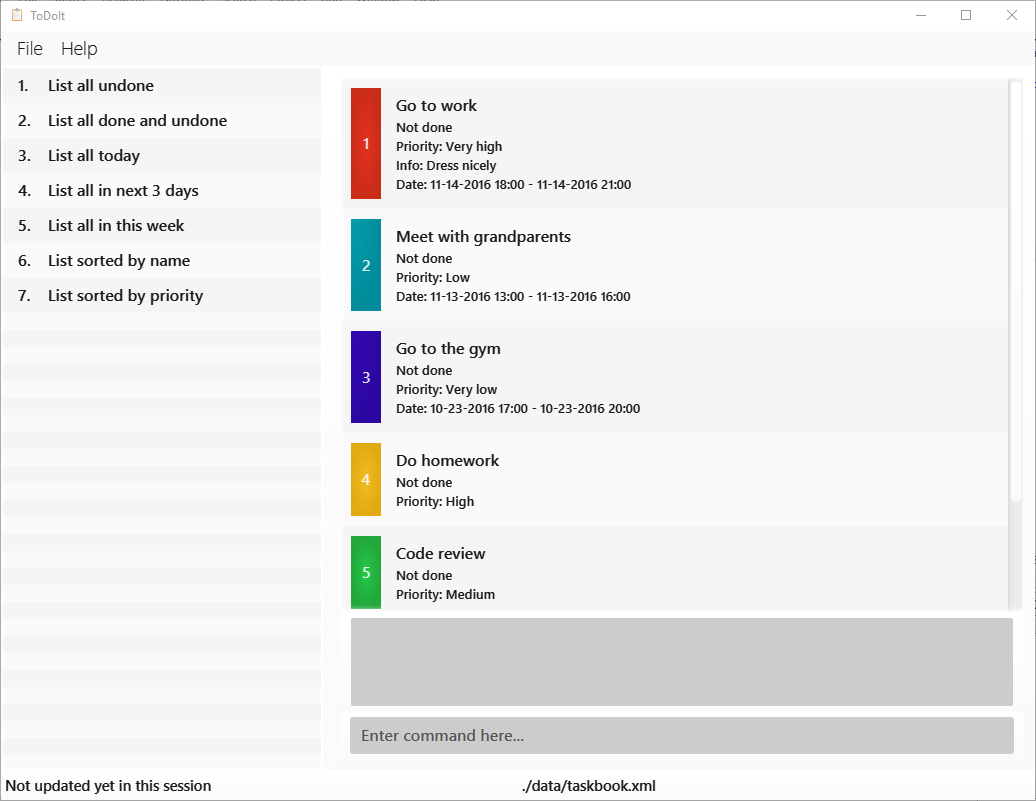 ToDoIt
File Help
1. List all undone
2. List all done and undone
3. List all today
4. List all in next 3 days
5. List all in this week
6. List sorted by name
7. List sorted by priority
1
Go to work
Not done
Priority: Very high
Info: Dress nicely
Date: 11-14-2016 18:00 - 11-14-2016 21:00
2
Meet with grandparents
Not done
Priority: Low
Date: 11-13-2016 13:00 - 11-13-2016 16:00
3
Go to the gym
Not done
Priority: Very low
Date: 10-23-2016 17:00 - 10-23-2016 20:00
4
Do homework
Not done
Priority: High
5
Code review
Not done
Priority: Medium
Enter command here...
Not updated yet in this session
./data/taskbook.xml